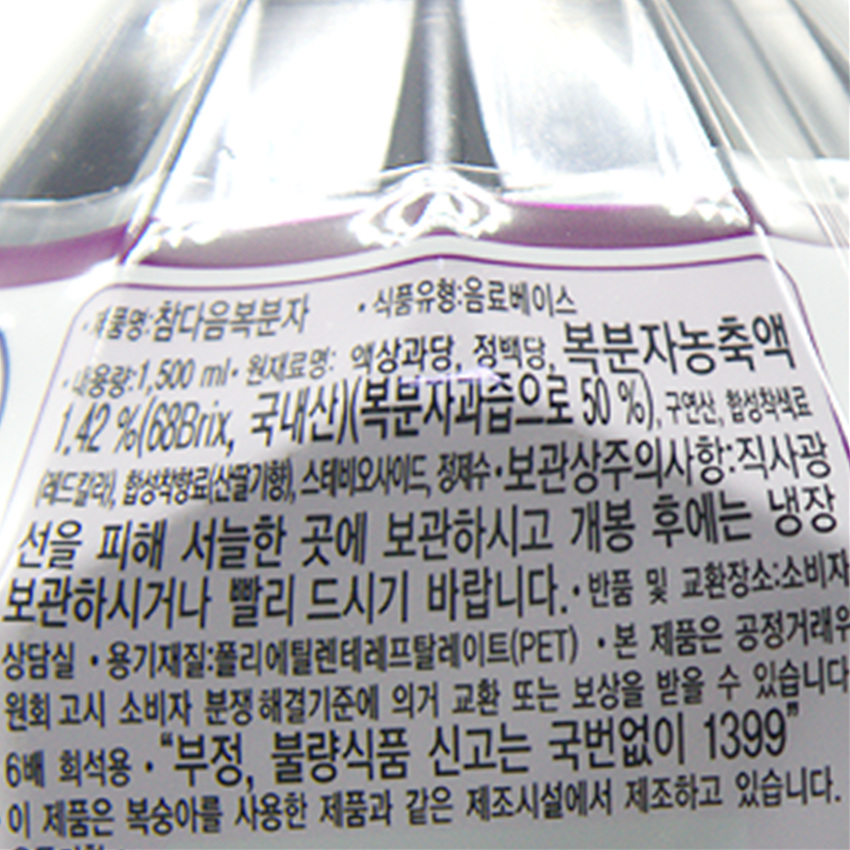 ·제품명:참다음복분자 ·식품유형:음료베이스
·내용량:1,500 ml·원재료명: 액상과당, 정백당, 복분자농축액
1.42 %(68Brix, 국내산)(복분자과즙으로 50 %), 구연산, 합성착색료
(레드칼라), 합성착향료(산딸기향), 스테비오사이드, 정제수·보관상주의사항:직사광
선을 피해 서늘한 곳에 보관하시고 개봉 후에는 냉장
보관하시거나 빨리 드시기 바랍니다.·반품 및 교환장소:소비자
상담실 ·용기재질:폴리에틸렌테레프탈레이트(PET) ·본 제품은 공정거래위
원회 고시 소비자 분쟁해결기준에 의거 교환 또는 보상을 받을 수 있습니다
6배 희석용·“부정, 불량식품 신고는 국번없이 1399”
·이 제품은 복숭아를 사용한 제품과 같은 제조시설에서 제조하고 있습니다.